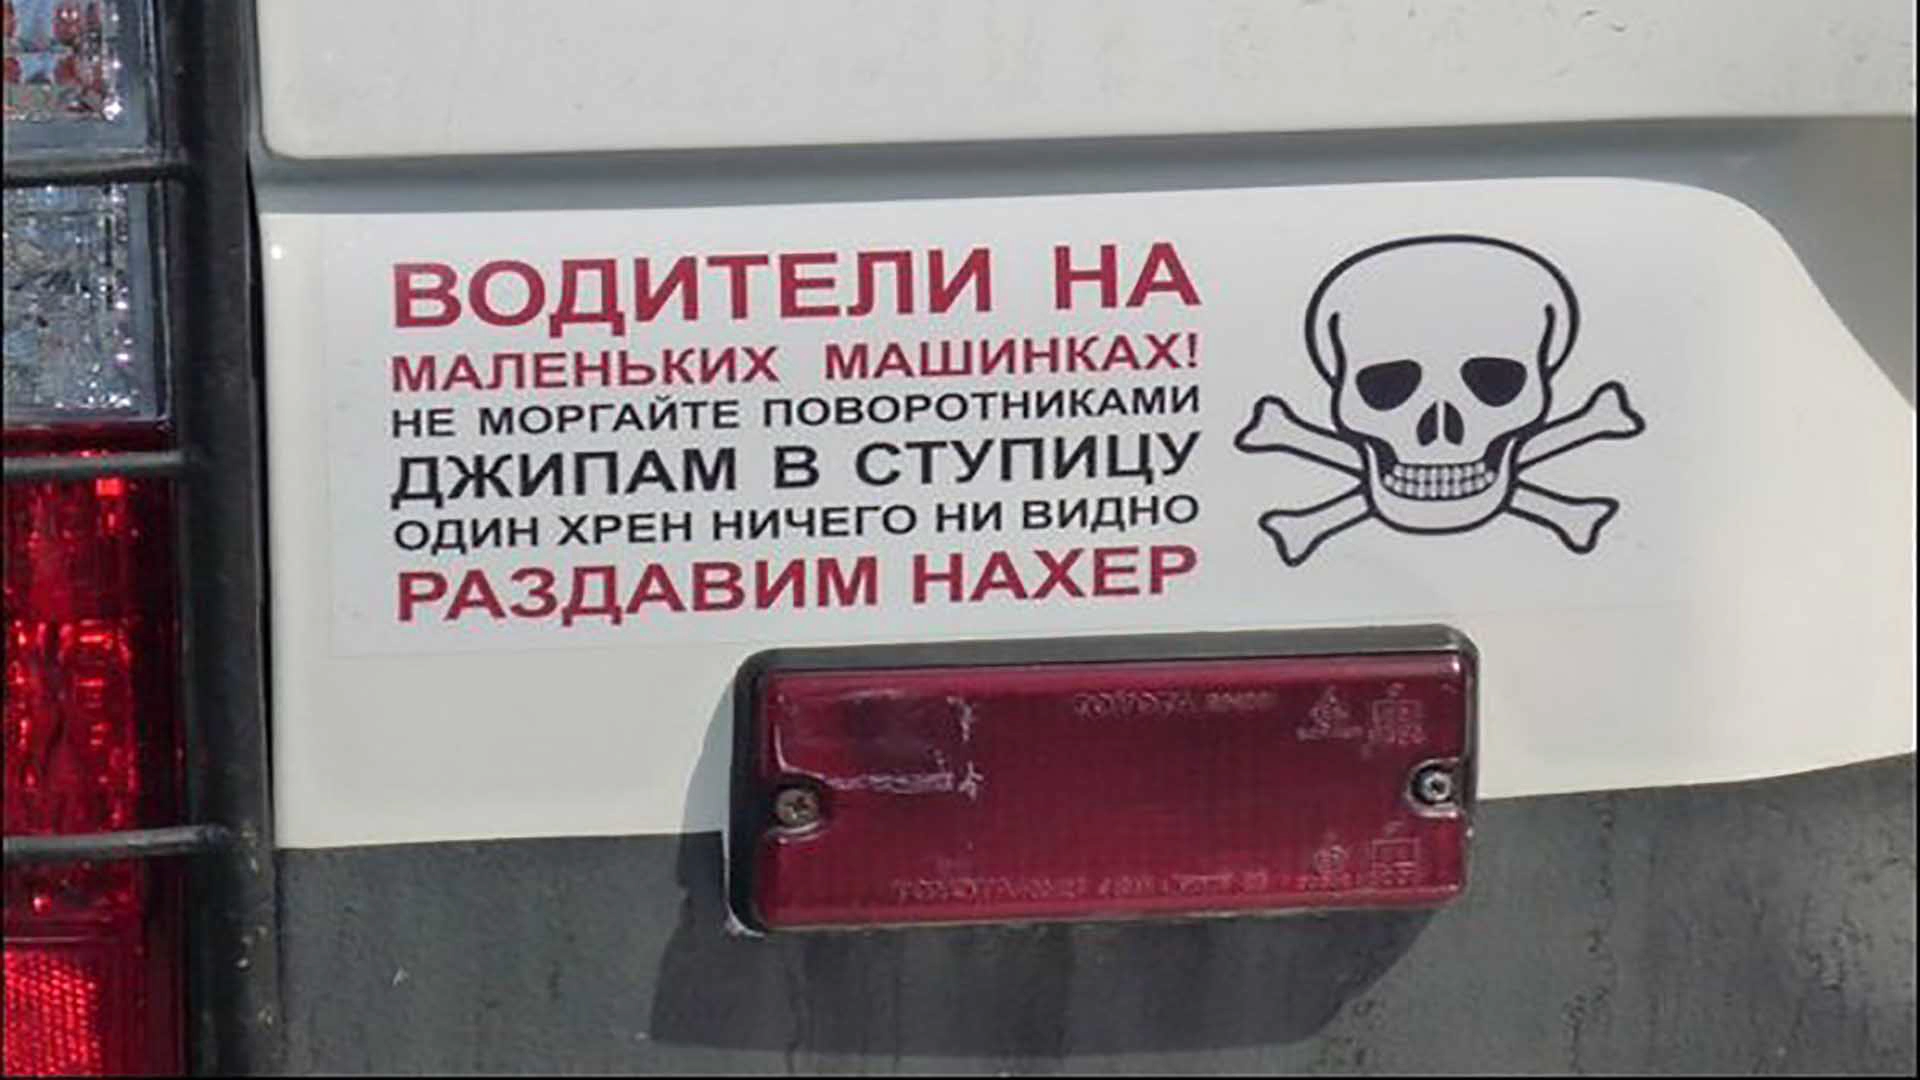 ВОДИТЕЛИ НА
МАЛЕНЬКИХ МАШИНКАХ!
НЕ МОРГАЙТЕ ПОВОРОТНИКАМИ
ДЖИПАМ В СТУПИЦУ
ОДИН ХРЕН НИЧЕГО НИ ВИДНО
РАЗДАВИМ НАХЕР